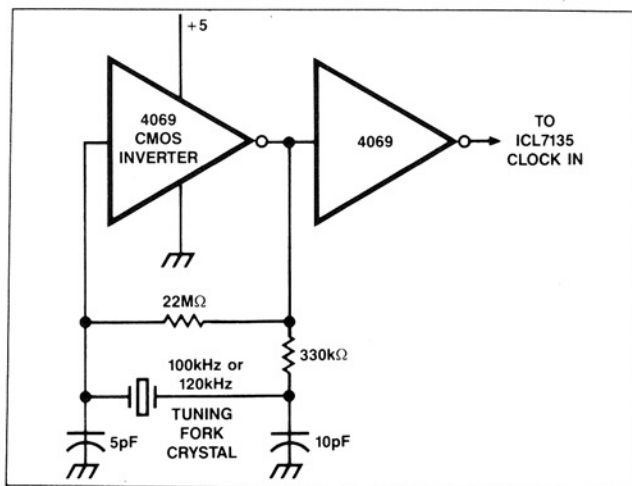 +5
4069
CMOS
INVERTER
4069
TO
ICL7135
CLOCK IN
22MΩ
330kΩ
100kHz or
120kHz
TUNING
FORK
CRYSTAL
5pF
10pF